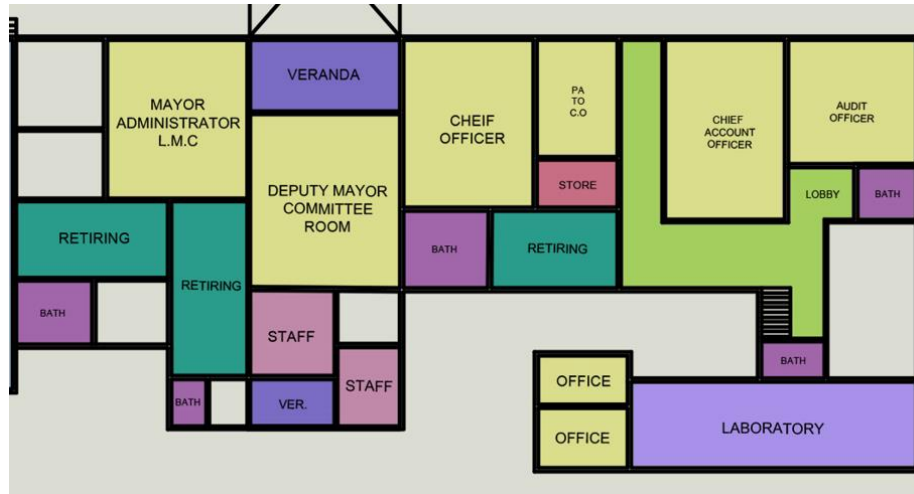 VERANDA
MAYOR
ADMINISTRATOR
L.M.C
CHEIF
OFFICER
PA
TO
C.O
CHIEF
ACCOUNT
OFFICER
AUDIT
OFFICER
DEPUTY MAYOR
COMMITTEE
ROOM
STORE
LOBBY
BATH
RETIRING
RETIRING
BATH
RETIRING
BATH
STAFF
BATH
STAFF
BATH
VER.
OFFICE
OFFICE
LABORATORY